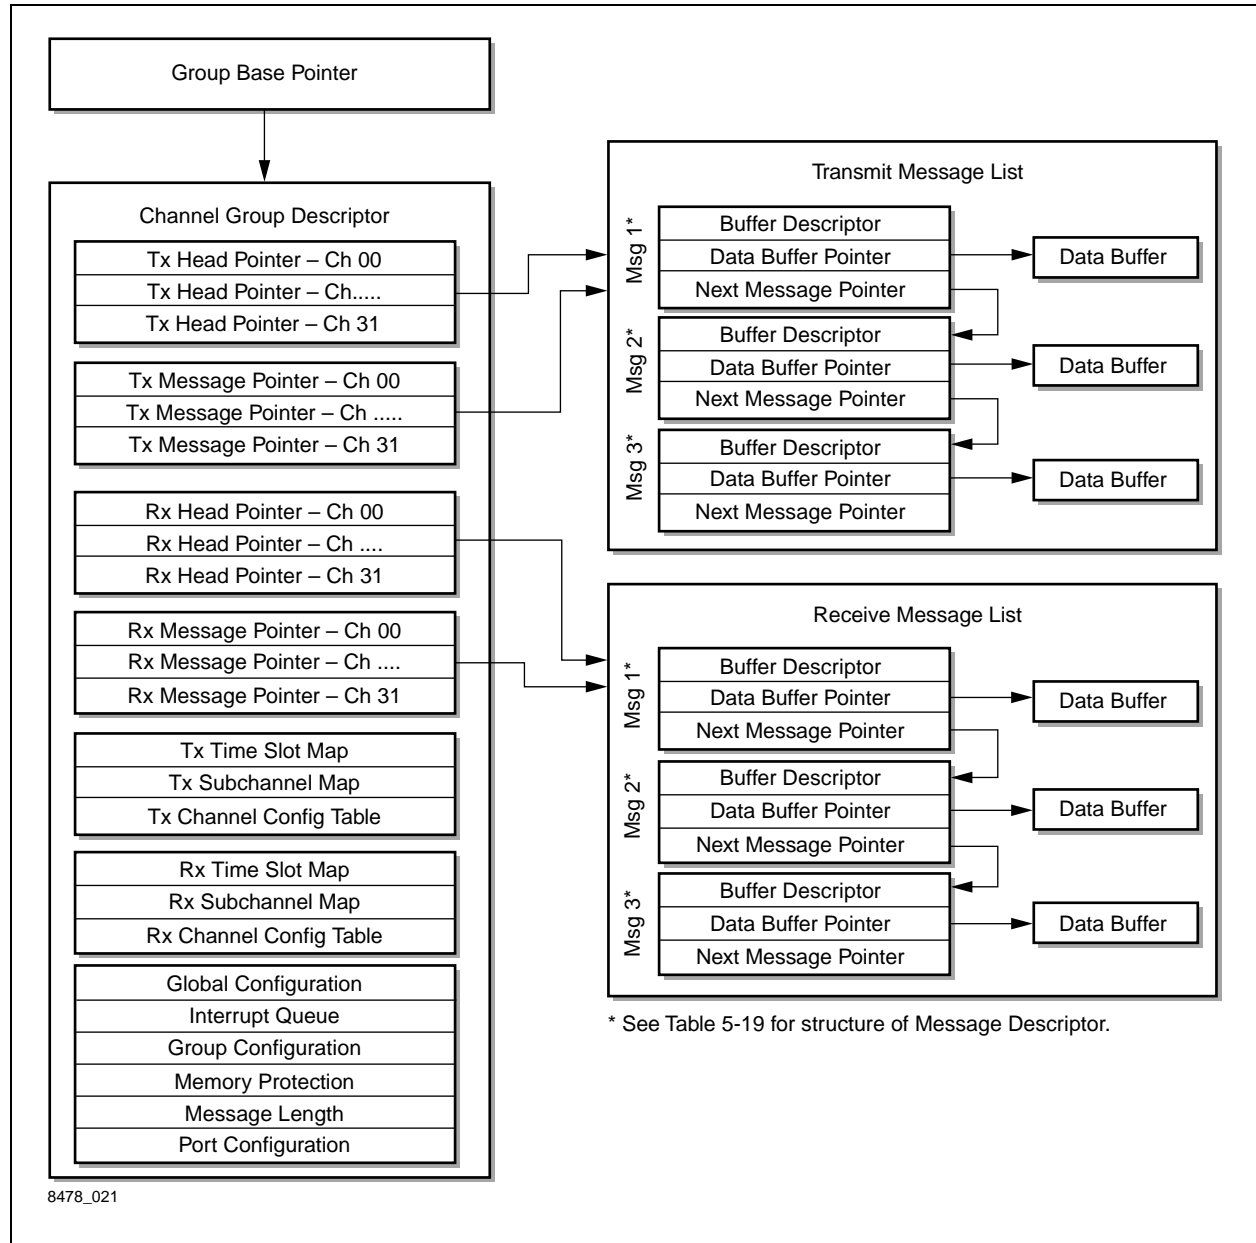 Group Base Pointer
Channel Group Descriptor
Tx Head Pointer – Ch 00
Tx Head Pointer – Ch.....
Tx Head Pointer – Ch 31
Tx Message Pointer – Ch 00
Tx Message Pointer – Ch .....
Tx Message Pointer – Ch 31
Rx Head Pointer – Ch 00
Rx Head Pointer – Ch ....
Rx Head Pointer – Ch 31
Rx Message Pointer – Ch 00
Rx Message Pointer – Ch ....
Rx Message Pointer – Ch 31
Tx Time Slot Map
Tx Subchannel Map
Tx Channel Config Table
Rx Time Slot Map
Rx Subchannel Map
Rx Channel Config Table
Global Configuration
Interrupt Queue
Group Configuration
Memory Protection
Message Length
Port Configuration
Transmit Message List
Msg 1*
Buffer Descriptor
Data Buffer Pointer
Next Message Pointer
Data Buffer
Msg 2*
Buffer Descriptor
Data Buffer Pointer
Next Message Pointer
Data Buffer
Msg 3*
Buffer Descriptor
Data Buffer Pointer
Next Message Pointer
Data Buffer
Receive Message List
Msg 1*
Buffer Descriptor
Data Buffer Pointer
Next Message Pointer
Data Buffer
Msg 2*
Buffer Descriptor
Data Buffer Pointer
Next Message Pointer
Data Buffer
Msg 3*
Buffer Descriptor
Data Buffer Pointer
Next Message Pointer
Data Buffer
* See Table 5-19 for structure of Message Descriptor.
8478_021